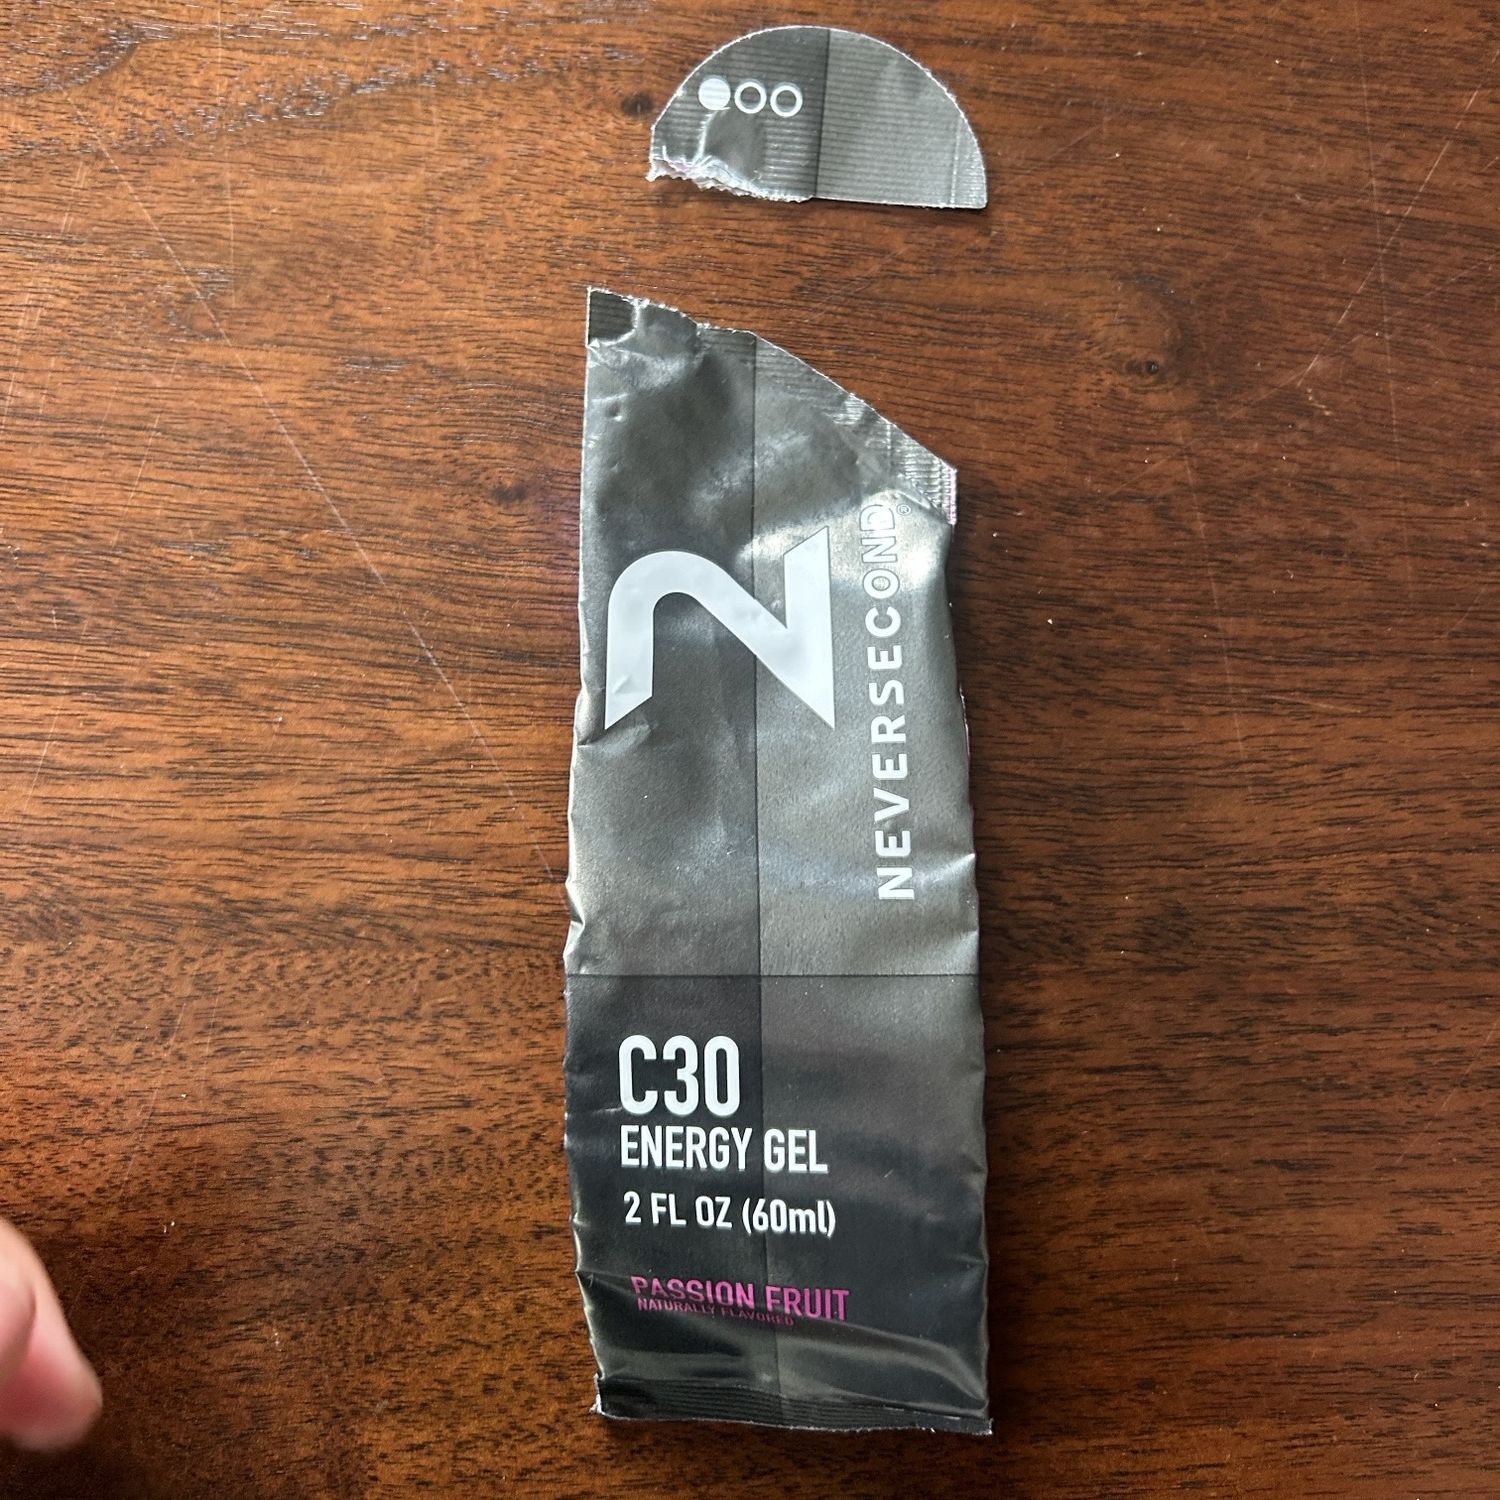 NEVERSECOND®
C30
ENERGY GEL
2 FL OZ (60ml)
PASSION FRUIT
NATURALLY FLAVORED